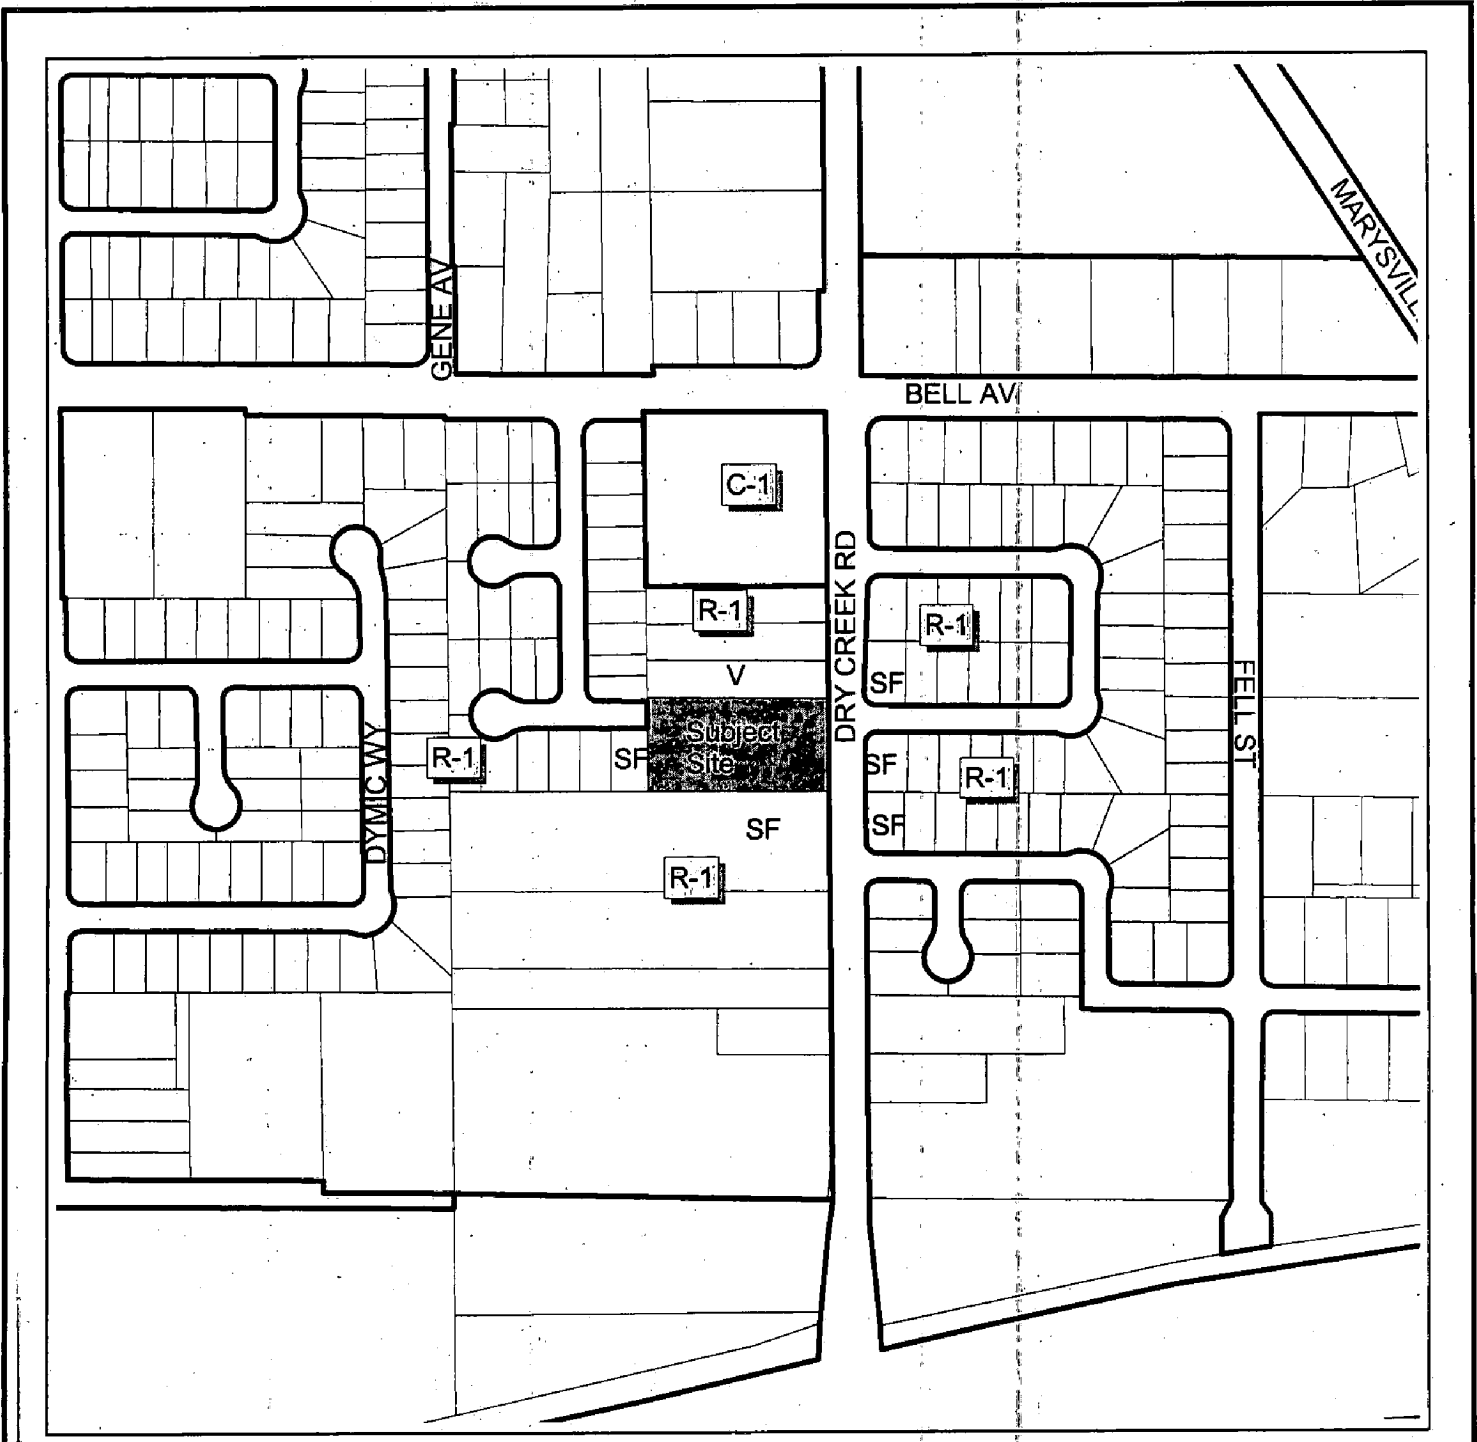 MARYSVILL
GENE AV
BELL AV
C-1
DRY CREEK RD
R-1
R-1
V
SF
FELL ST
Subject
Site
DYMIC WY
R-1
SF
SF
R-1
SF
SF
R-1